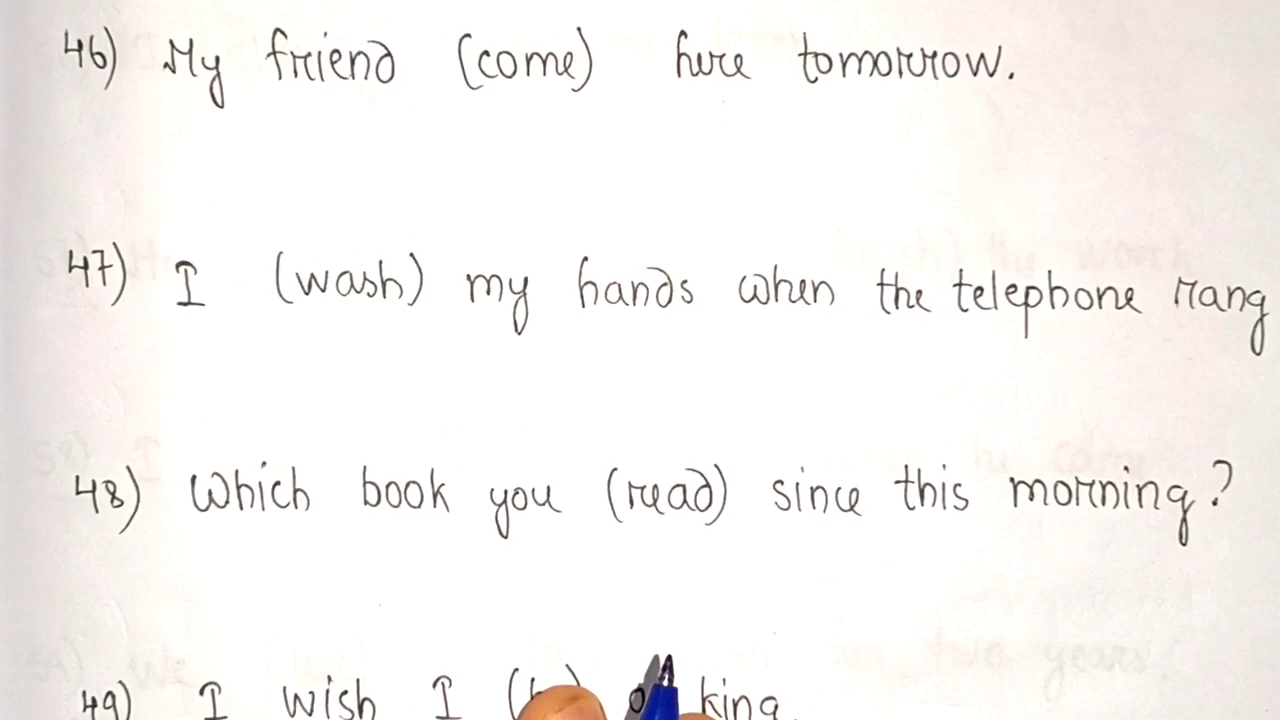 46) My friend (come) here tomorrow.
47) I (wash) my hands when the telephone rang
48) Which book you (read) since this morning?
49) I wish I king.